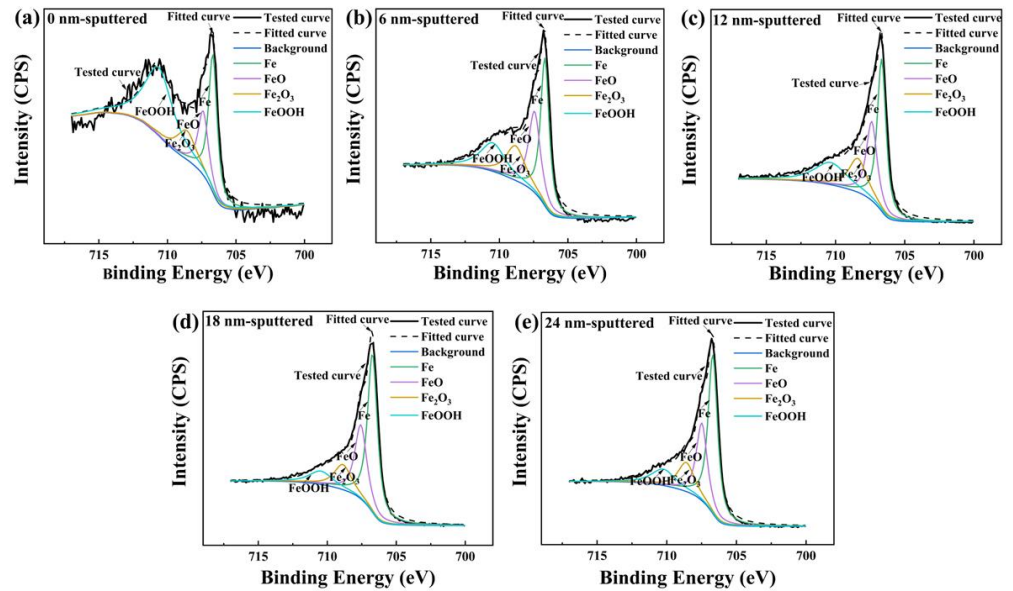 (a) 0 nm-sputtered
Fitted curve
Tested curve
Fitted curve
Background
Fe
FeO
Fe₂O₃
FeOOH
Tested curve
FeOOH
FeO
Fe
Fe₂O₃
Intensity (CPS)
715 710 705 700
Binding Energy (eV)
(b) 6 nm-sputtered
Fitted curve
Tested curve
Fitted curve
Background
Fe
FeO
Fe₂O₃
FeOOH
Tested curve
Fe
FeO
FeOOH
Fe₂O₃
Intensity (CPS)
715 710 705 700
Binding Energy (eV)
(c) 12 nm-sputtered
Fitted curve
Tested curve
Fitted curve
Background
Fe
FeO
Fe₂O₃
FeOOH
Tested curve
Fe
FeO
FeOOH
Fe₂O₃
Intensity (CPS)
715 710 705 700
Binding Energy (eV)
(d) 18 nm-sputtered
Fitted curve
Tested curve
Fitted curve
Background
Fe
FeO
Fe₂O₃
FeOOH
Tested curve
Fe
FeO
Fe₂O₃
FeOOH
Intensity (CPS)
715 710 705 700
Binding Energy (eV)
(e) 24 nm-sputtered
Fitted curve
Tested curve
Fitted curve
Background
Fe
FeO
Fe₂O₃
FeOOH
Tested curve
Fe
FeO
FeOOH
Fe₂O₃
Intensity (CPS)
715 710 705 700
Binding Energy (eV)